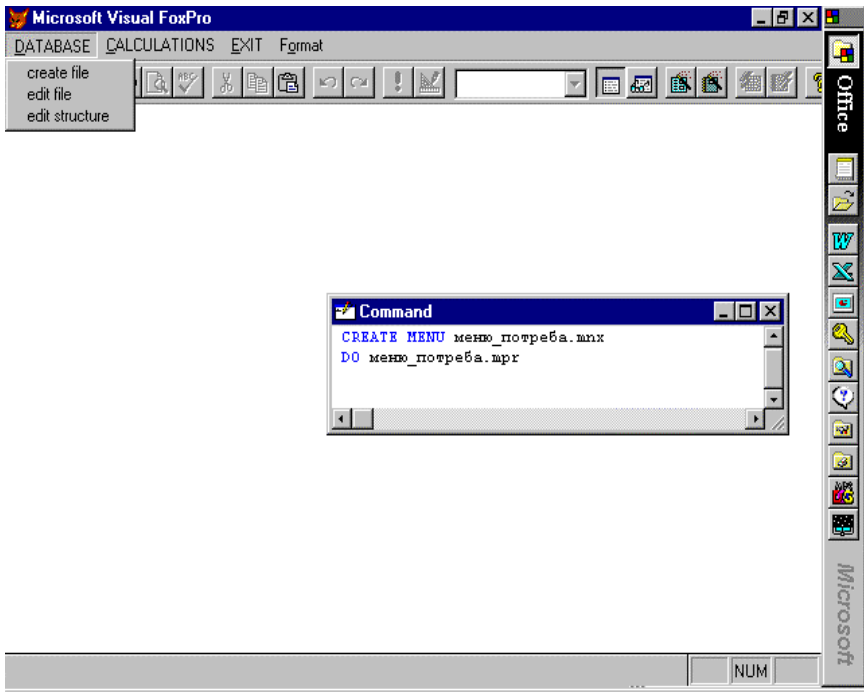 Microsoft Visual FoxPro
DATABASE CALCULATIONS EXIT Format
create file
edit file
edit structure
Command
CREATE MENU меню_потреба.mnx
DO меню_потреба.mpr
NUM
Office
Microsoft